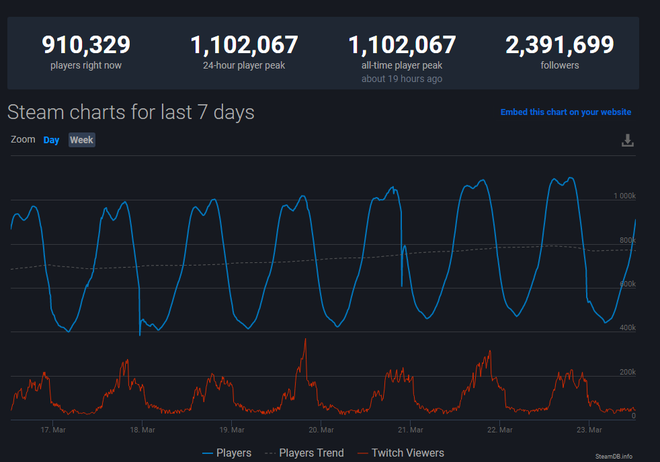 910,329 1,102,067 1,102,067 2,391,699
players right now 24-hour player peak all-time player peak followers
about 19 hours ago
Steam charts for last 7 days Embed this chart on your website
Zoom Day Week
1 000k
800k
600k
400k
200k
0
17. Mar 18. Mar 19. Mar 20. Mar 21. Mar 22. Mar 23. Mar
Players Players Trend Twitch Viewers
SteamDB.info